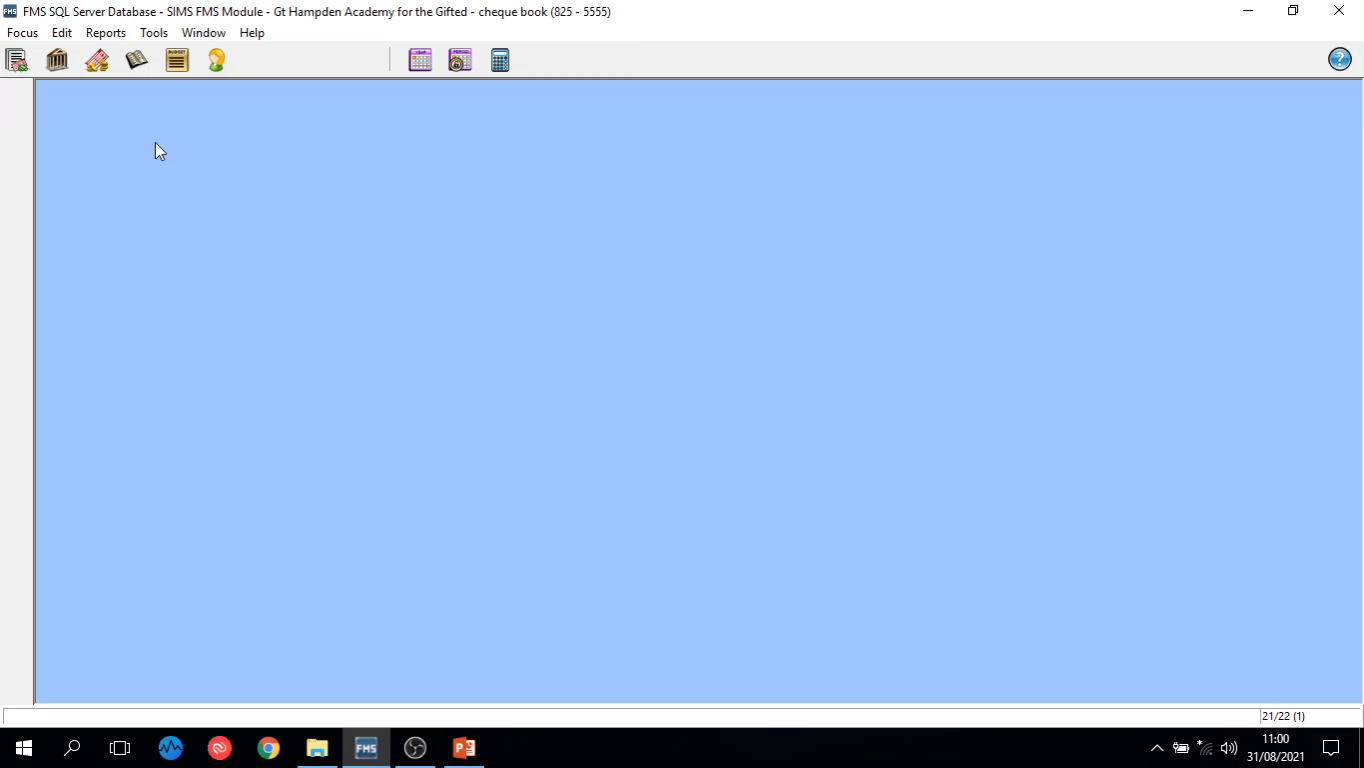 FMS SQL Server Database - SIMS FMS Module - Gt Hampden Academy for the Gifted - cheque book (825 - 5555)
Focus Edit Reports Tools Window Help
21/22 (1)
FMS
11:00
31/08/2021